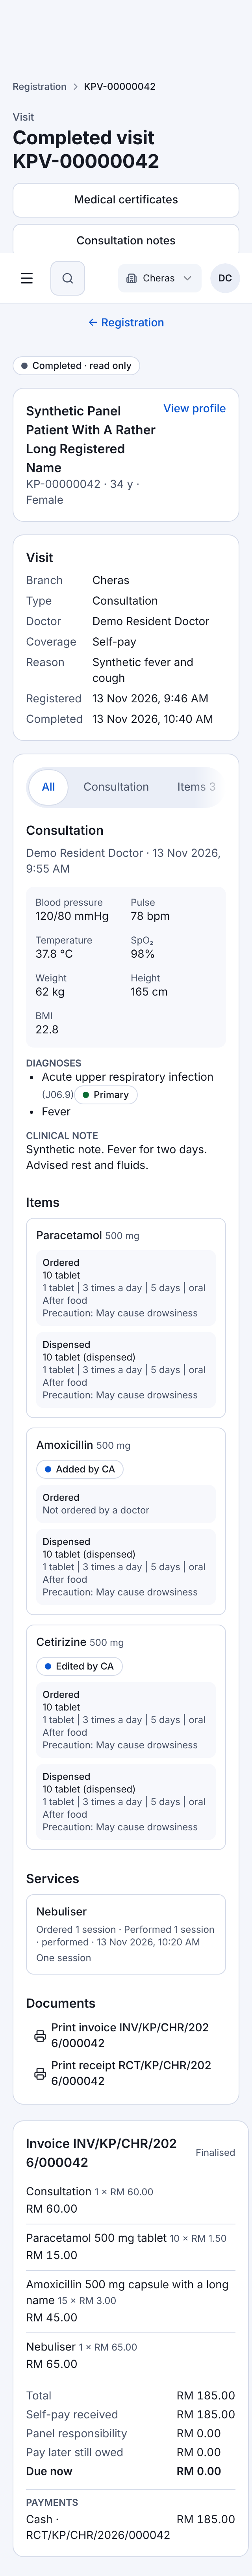 Registration > KPV-00000042
Visit
Completed visit
KPV-00000042
Medical certificates
Consultation notes
Cheras
DC
← Registration
Completed · read only
Synthetic Panel
Patient With A Rather
Long Registered
Name
View profile
KP-00000042 · 34 y ·
Female
Visit
Branch Cheras
Type Consultation
Doctor Demo Resident Doctor
Coverage Self-pay
Reason Synthetic fever and
cough
Registered 13 Nov 2026, 9:46 AM
Completed 13 Nov 2026, 10:40 AM
All Consultation Items 3
Consultation
Demo Resident Doctor · 13 Nov 2026,
9:55 AM
Blood pressure Pulse
120/80 mmHg 78 bpm
Temperature SpO₂
37.8 °C 98%
Weight Height
62 kg 165 cm
BMI
22.8
DIAGNOSES
• Acute upper respiratory infection
(J06.9) Primary
• Fever
CLINICAL NOTE
Synthetic note. Fever for two days.
Advised rest and fluids.
Items
Paracetamol 500 mg
Ordered
10 tablet
1 tablet | 3 times a day | 5 days | oral
After food
Precaution: May cause drowsiness
Dispensed
10 tablet (dispensed)
1 tablet | 3 times a day | 5 days | oral
After food
Precaution: May cause drowsiness
Amoxicillin 500 mg
Added by CA
Ordered
Not ordered by a doctor
Dispensed
10 tablet (dispensed)
1 tablet | 3 times a day | 5 days | oral
After food
Precaution: May cause drowsiness
Cetirizine 500 mg
Edited by CA
Ordered
10 tablet
1 tablet | 3 times a day | 5 days | oral
After food
Precaution: May cause drowsiness
Dispensed
10 tablet (dispensed)
1 tablet | 3 times a day | 5 days | oral
After food
Precaution: May cause drowsiness
Services
Nebuliser
Ordered 1 session · Performed 1 session
· performed · 13 Nov 2026, 10:20 AM
One session
Documents
Print invoice INV/KP/CHR/202
6/000042
Print receipt RCT/KP/CHR/202
6/000042
Invoice INV/KP/CHR/202
6/000042
Finalised
Consultation 1 × RM 60.00
RM 60.00
Paracetamol 500 mg tablet 10 × RM 1.50
RM 15.00
Amoxicillin 500 mg capsule with a long
name 15 × RM 3.00
RM 45.00
Nebuliser 1 × RM 65.00
RM 65.00
Total RM 185.00
Self-pay received RM 185.00
Panel responsibility RM 0.00
Pay later still owed RM 0.00
Due now RM 0.00
PAYMENTS
Cash · RM 185.00
RCT/KP/CHR/2026/000042